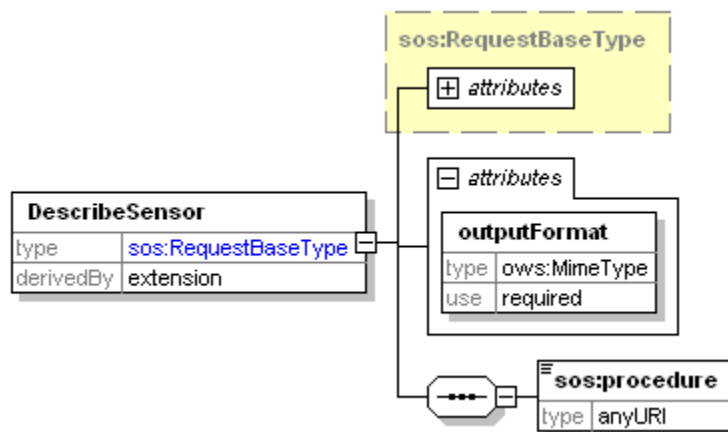 sos:RequestBaseType
attributes
attributes
DescribeSensor
type sos:RequestBaseType
derivedBy extension
outputFormat
type ows:MimeType
use required
sos:procedure
type anyURI